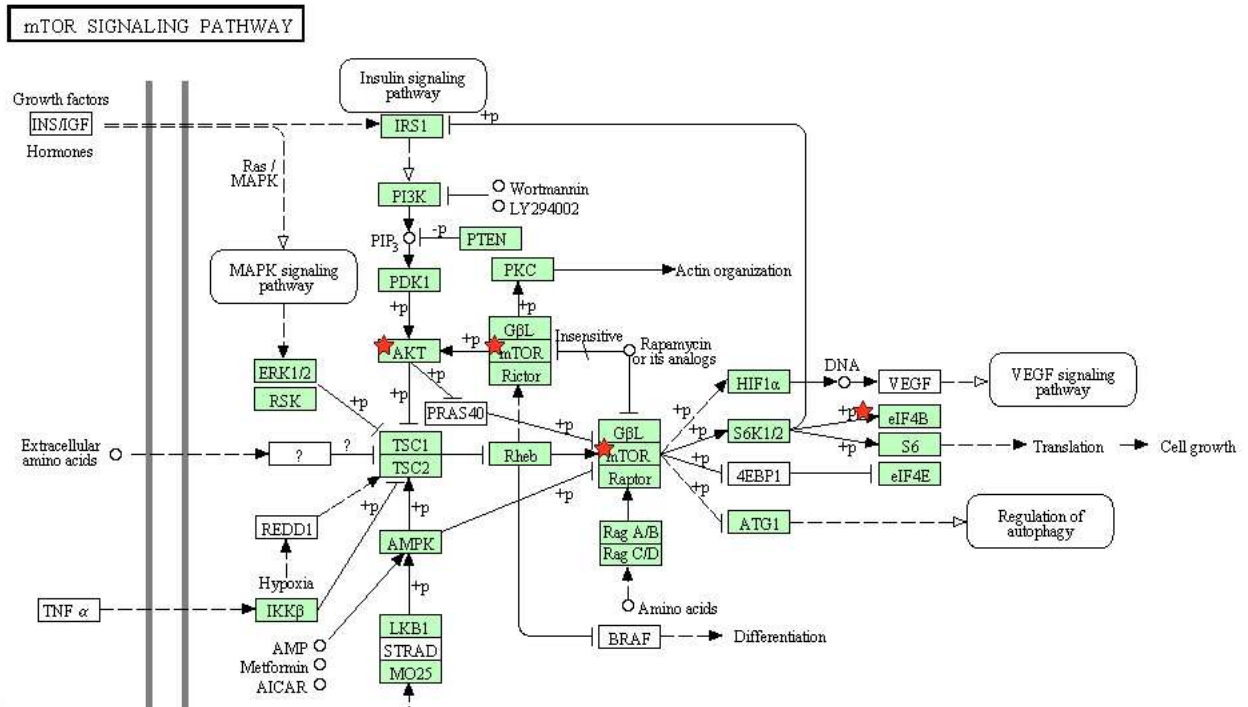 mTOR SIGNALING PATHWAY
Insulin signaling
pathway
Growth factors
INS/IGF
Hormones
IRS1
+p
Ras /
MAPK
PI3K
Wortmannin
LY294002
PIP3
-p
PTEN
MAPK signaling
pathway
PDK1
PKC
Actin organization
+p
+p
GβL
Insensitive
Rapamycin
or its analogs
AKT
+p
mTOR
Rictor
+p
ERK1/2
RSK
+p
+p
PRAS40
HIF1α
DNA
VEGF
VEGF signaling
pathway
+p
GβL
mTOR
Raptor
S6K1/2
+p
eIF4B
+p
S6
Translation
Cell growth
Extracellular
amino acids
?
?
TSC1
TSC2
Rheb
+p
4EBP1
eIF4E
+p
+p
+p
+p
REDD1
AMPK
ATG1
Regulation of
autophagy
Rag A/B
Rag C/D
Hypoxia
+p
TNF α
IKKβ
Amino acids
LKB1
STRAD
MO25
BRAF
Differentiation
AMP
Metformin
AICAR